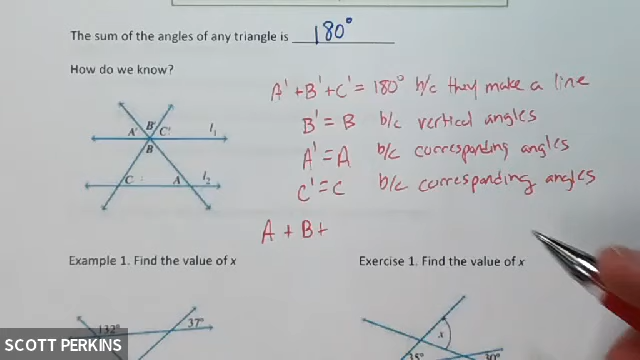 The sum of the angles of any triangle is 180°
How do we know?
A' + B' + C' = 180° b/c they make a line
B' = B b/c vertical angles
A' = A b/c corresponding angles
C' = C b/c corresponding angles
A + B +
A' B' C' l₁
B
C A l₂
Example 1. Find the value of x
Exercise 1. Find the value of x
132° 37°
x
35° 30°
SCOTT PERKINS